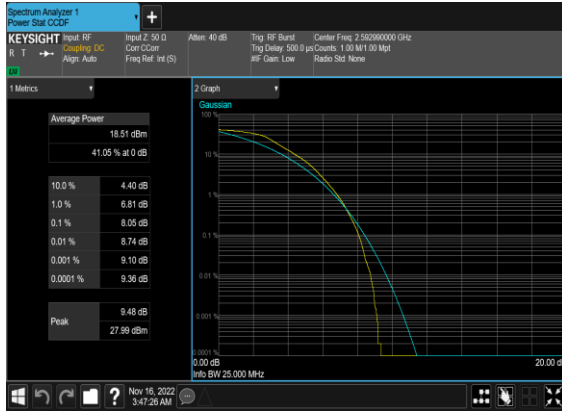 Spectrum Analyzer 1
Power Stat CCDF
+
KEYSIGHT
R T
LU
Input: RF
Coupling: DC
Align: Auto
Input Z: 50 Ω
Corr CCorr
Freq Ref: Int (S)
Atten: 40 dB
Trig: RF Burst
Trig Delay: 500.0 µs
#IF Gain: Low
Center Freq: 2.592990000 GHz
Counts: 1.00 M/1.00 Mpt
Radio Std: None
1 Metrics
Average Power
18.51 dBm
41.05 % at 0 dB
10.0 % 4.40 dB
1.0 % 6.81 dB
0.1 % 8.05 dB
0.01 % 8.74 dB
0.001 % 9.10 dB
0.0001 % 9.36 dB
Peak
9.48 dB
27.99 dBm
2 Graph
Gaussian
100 %
10 %
1 %
0.1 %
0.01 %
0.001 %
0.0001 %
0.00 dB
20.00 d
Info BW 25.000 MHz
?
Nov 16, 2022
3:47:26 AM